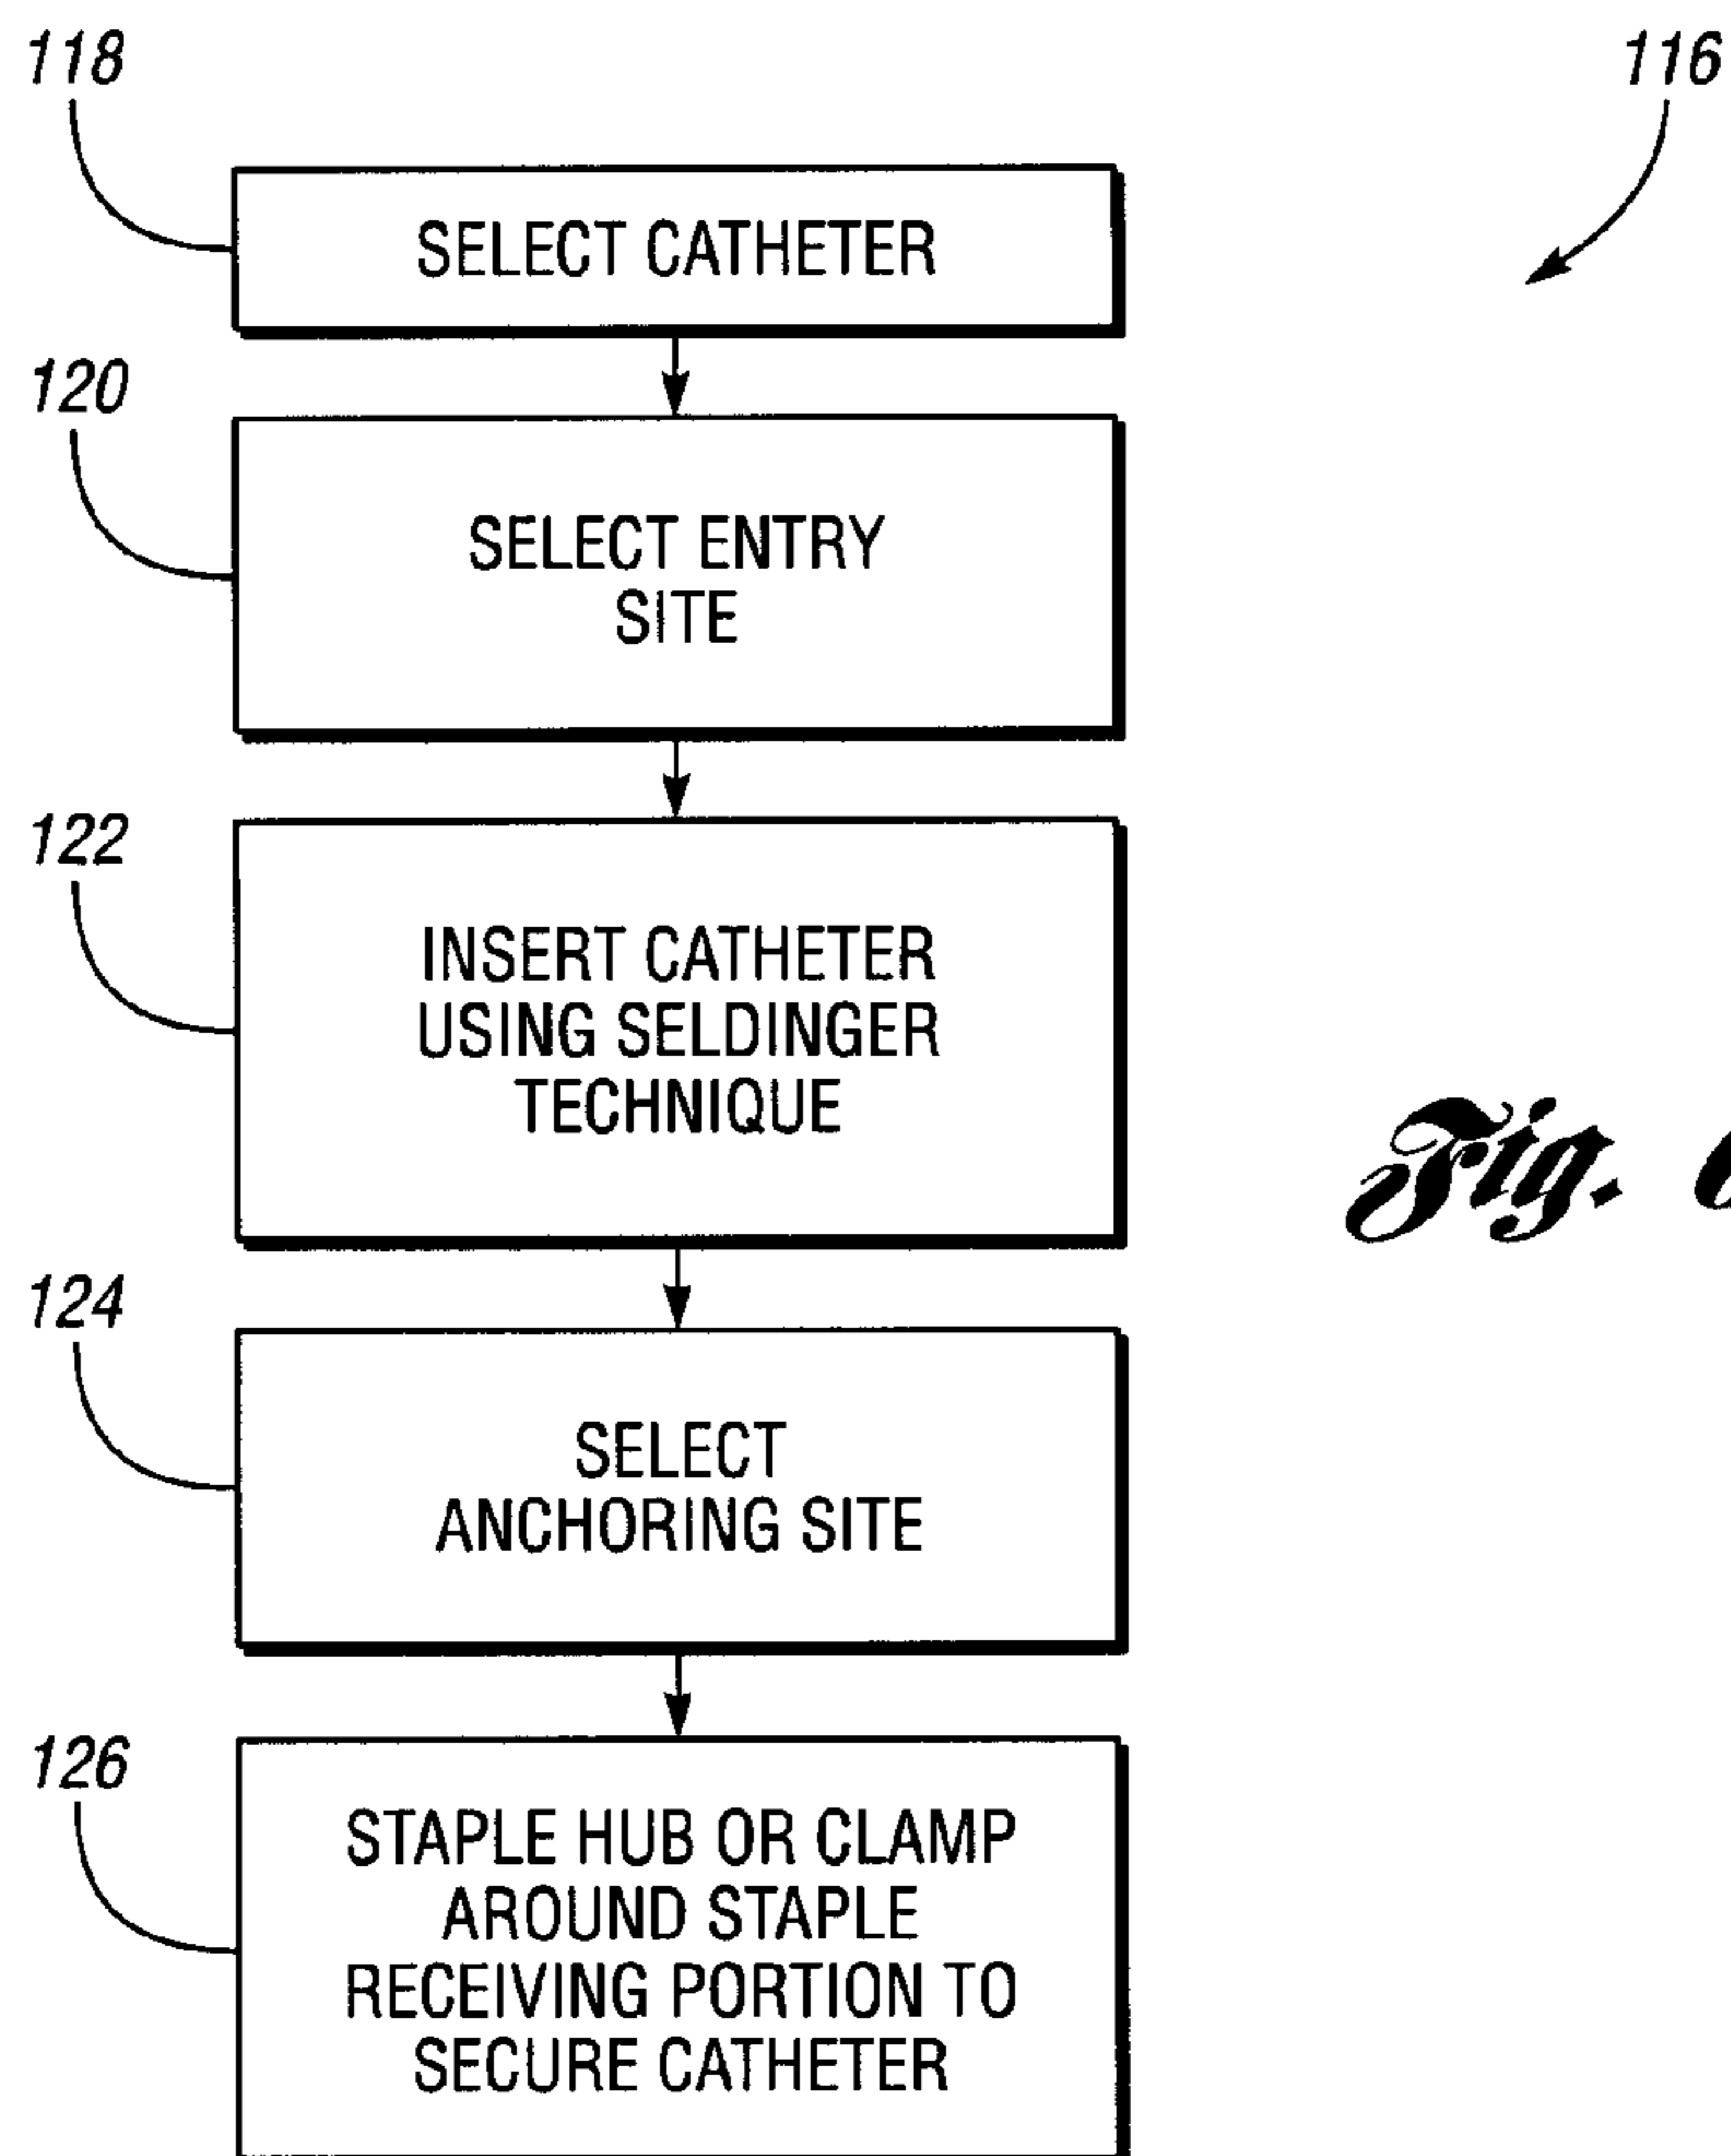 118
116
SELECT CATHETER
120
SELECT ENTRY
SITE
122
INSERT CATHETER
USING SELDINGER
TECHNIQUE
Fig.
124
SELECT
ANCHORING SITE
126
STAPLE HUB OR CLAMP
AROUND STAPLE
RECEIVING PORTION TO
SECURE CATHETER